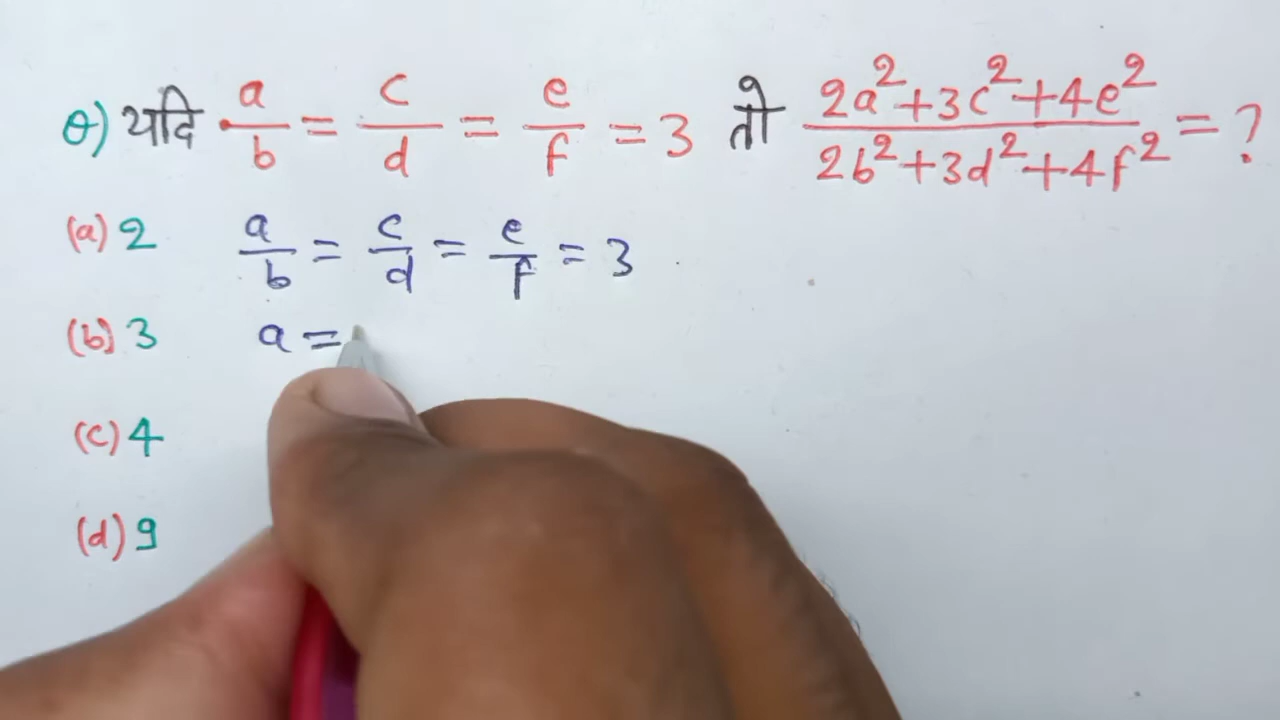 Q) यदि a/b = c/d = e/f = 3 तो (2a²+3c²+4e²)/(2b²+3d²+4f²) = ?
(a) 2 a/b = c/d = e/f = 3
(b) 3 a =
(c) 4
(d) 9